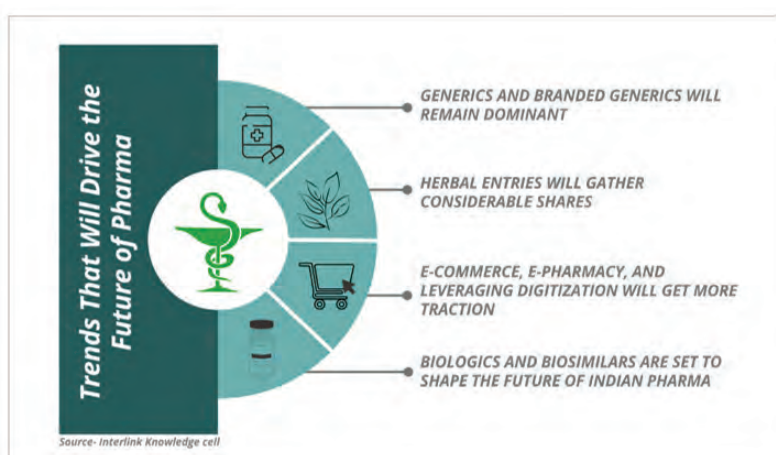 Trends That Will Drive the
Future of Pharma
GENERICS AND BRANDED GENERICS WILL
REMAIN DOMINANT
HERBAL ENTRIES WILL GATHER
CONSIDERABLE SHARES
E-COMMERCE, E-PHARMACY, AND
LEVERAGING DIGITIZATION WILL GET MORE
TRACTION
BIOLOGICS AND BIOSIMILARS ARE SET TO
SHAPE THE FUTURE OF INDIAN PHARMA
Source- Interlink Knowledge cell